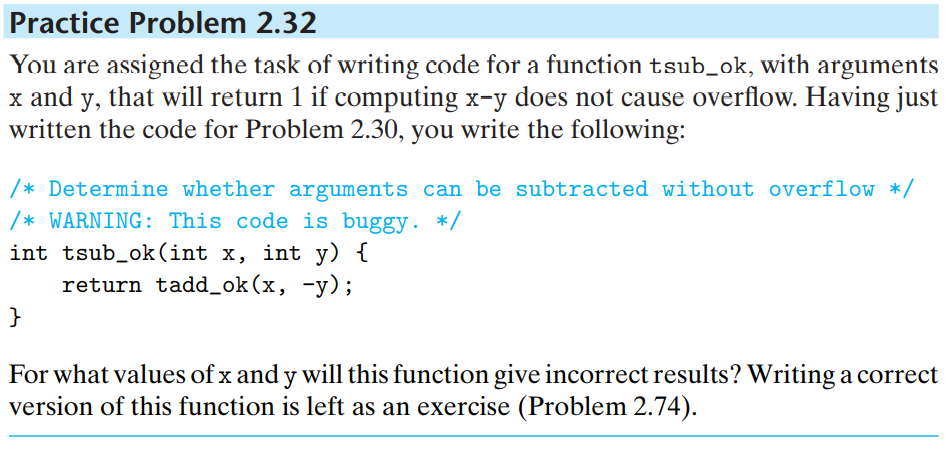 Practice Problem 2.32
You are assigned the task of writing code for a function tsub_ok, with arguments
x and y, that will return 1 if computing x-y does not cause overflow. Having just
written the code for Problem 2.30, you write the following:
/* Determine whether arguments can be subtracted without overflow */
/* WARNING: This code is buggy. */
int tsub_ok(int x, int y) {
    return tadd_ok(x, -y);
}
For what values of x and y will this function give incorrect results? Writing a correct
version of this function is left as an exercise (Problem 2.74).